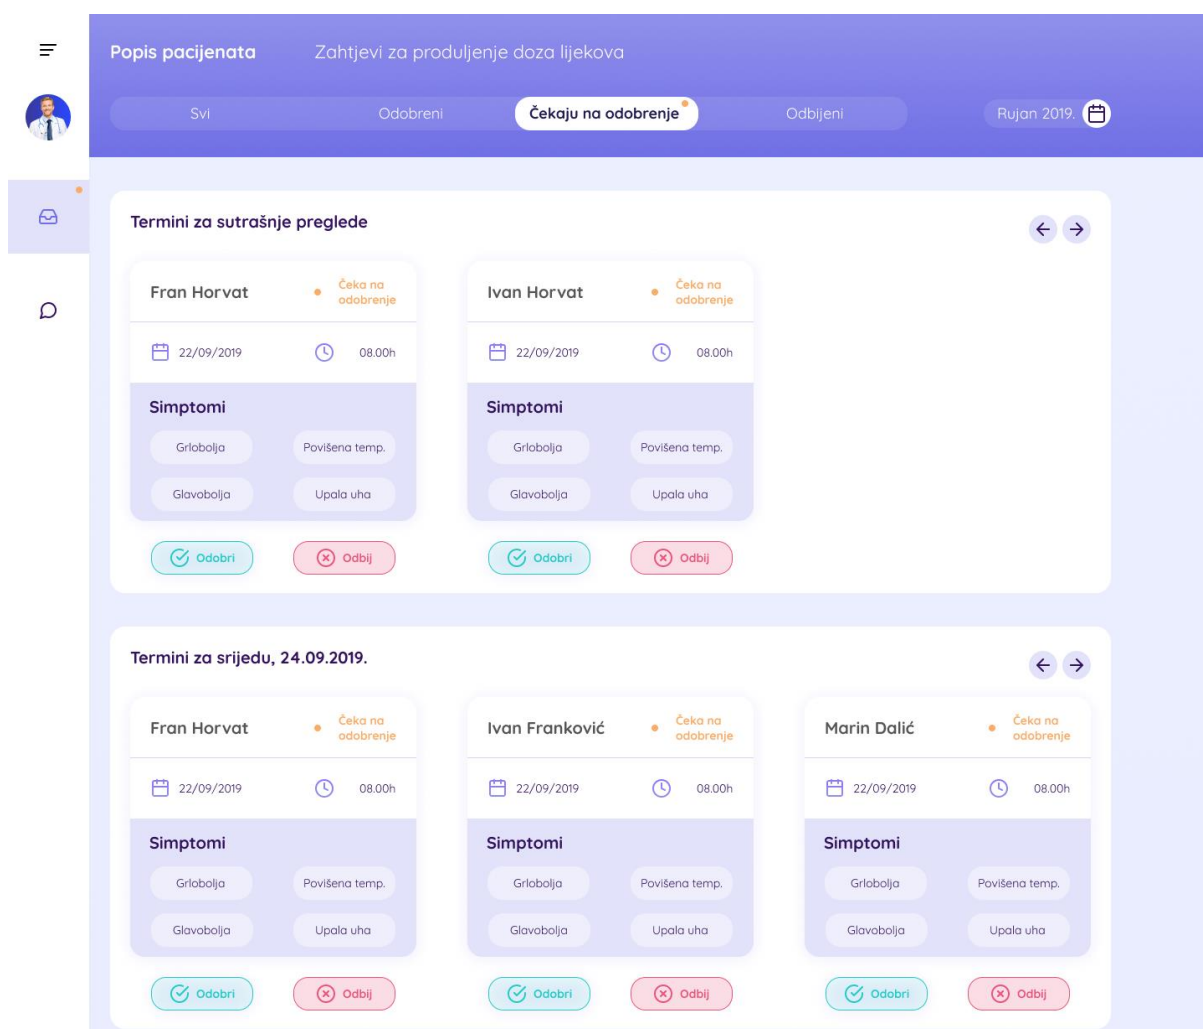 Popis pacijenata
Zahtjevi za produljenje doza lijekova
Svi
Odobreni
Čekaju na odobrenje
Odbijeni
Rujan 2019.
Termini za sutrašnje preglede
Fran Horvat
Čeka na
odobrenje
22/09/2019
08.00h
Simptomi
Grlobolja
Povišena temp.
Glavobolja
Upala uha
Odobri
Odbij
Ivan Horvat
Čeka na
odobrenje
22/09/2019
08.00h
Simptomi
Grlobolja
Povišena temp.
Glavobolja
Upala uha
Odobri
Odbij
Termini za srijedu, 24.09.2019.
Fran Horvat
Čeka na
odobrenje
22/09/2019
08.00h
Simptomi
Grlobolja
Povišena temp.
Glavobolja
Upala uha
Odobri
Odbij
Ivan Franković
Čeka na
odobrenje
22/09/2019
08.00h
Simptomi
Grlobolja
Povišena temp.
Glavobolja
Upala uha
Odobri
Odbij
Marin Dalić
Čeka na
odobrenje
22/09/2019
08.00h
Simptomi
Grlobolja
Povišena temp.
Glavobolja
Upala uha
Odobri
Odbij